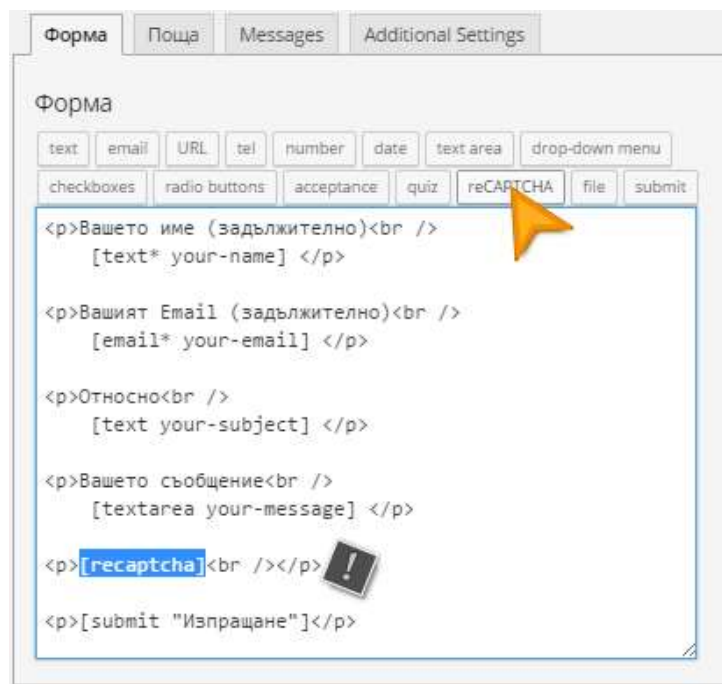 Форма Поща Messages Additional Settings
Форма
text email URL tel number date text area drop-down menu
checkboxes radio buttons acceptance quiz reCAPTCHA file submit
<p>Вашето име (задължително)<br />
[text* your-name] </p>
<p>Вашият Email (задължително)<br />
[email* your-email] </p>
<p>Относно<br />
[text your-subject] </p>
<p>Вашето съобщение<br />
[textarea your-message] </p>
<p>[recaptcha]<br /></p> !
<p>[submit "Изпращане"]</p>